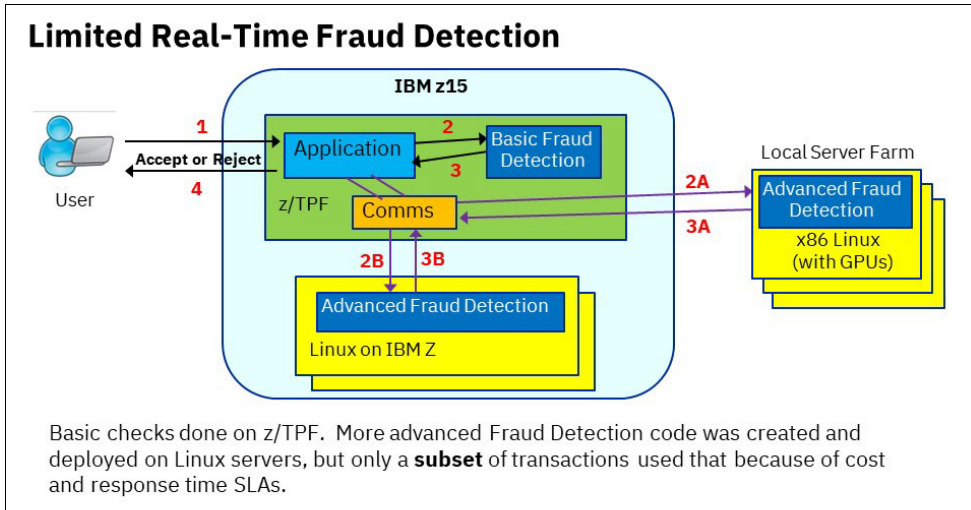 Limited Real-Time Fraud Detection
IBM z15
1
Accept or Reject
4
User
Application
2
3
Basic Fraud
Detection
z/TPF
Comms
2A
3A
Local Server Farm
Advanced Fraud
Detection
x86 Linux
(with GPUs)
2B
3B
Advanced Fraud Detection
Linux on IBM Z
Basic checks done on z/TPF. More advanced Fraud Detection code was created and
deployed on Linux servers, but only a subset of transactions used that because of cost
and response time SLAs.